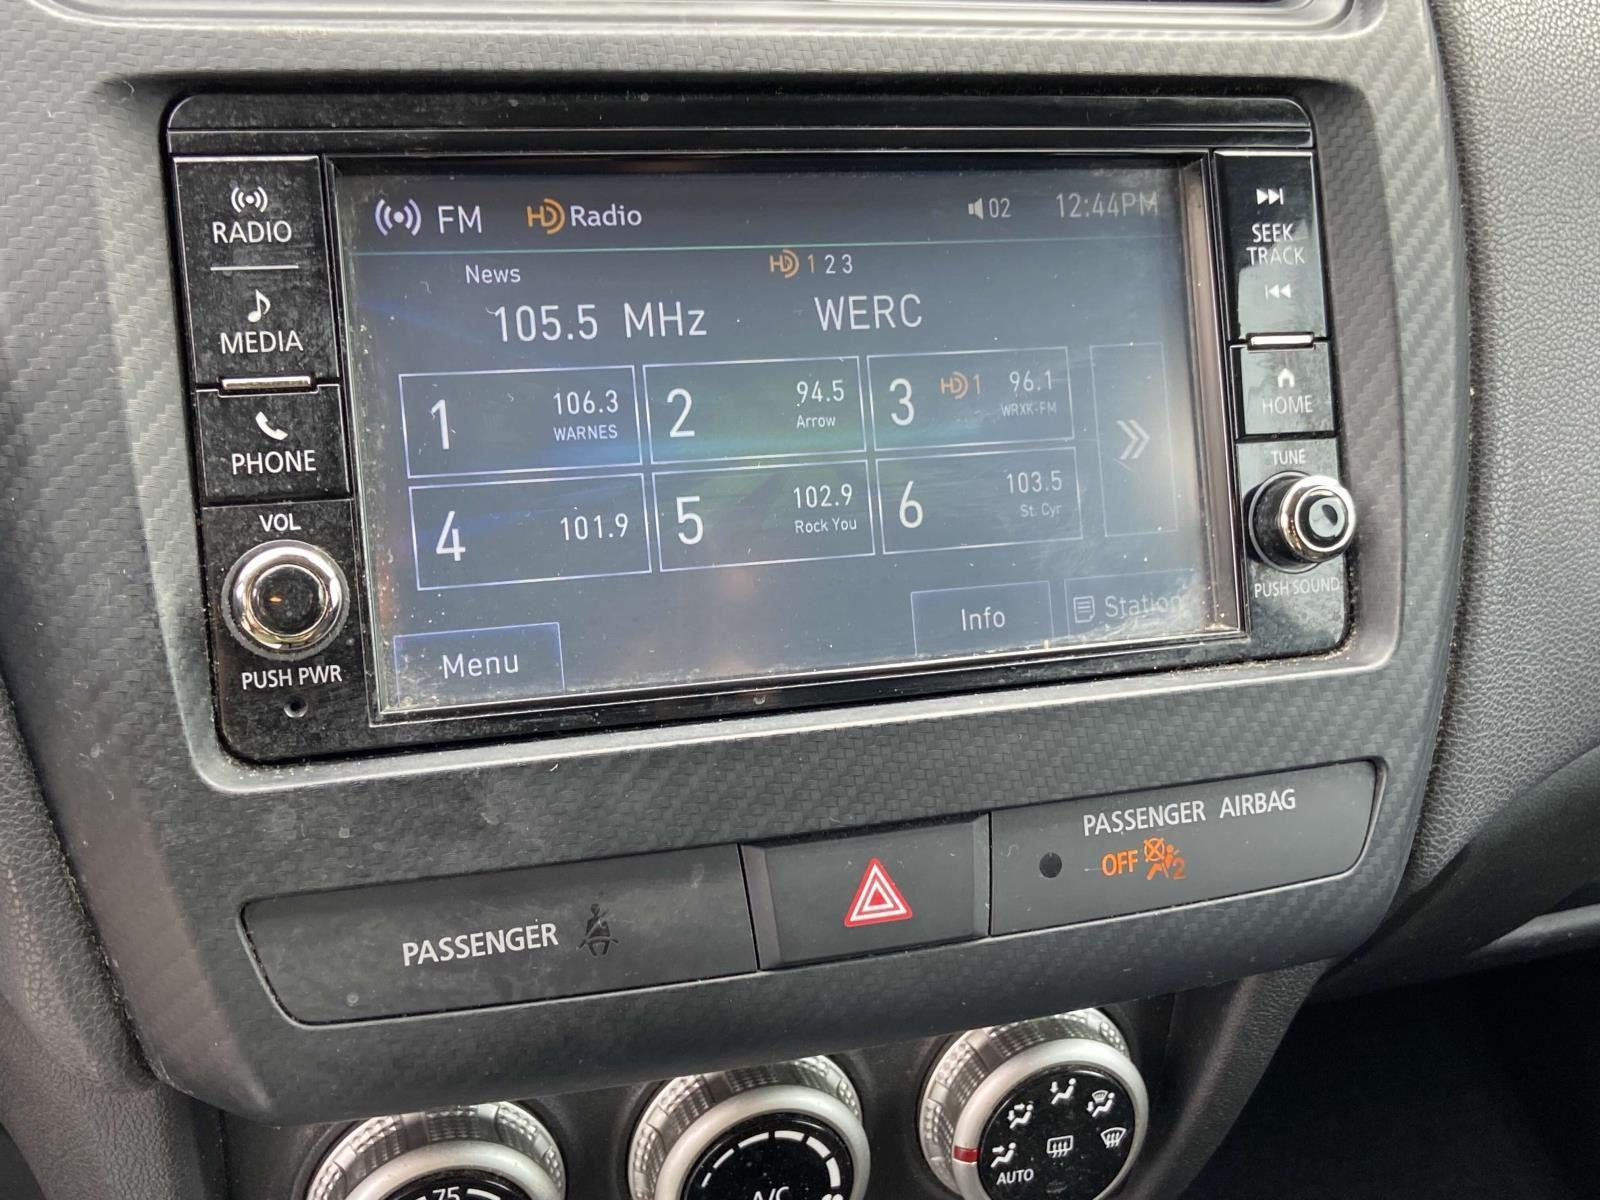 RADIO
MEDIA
PHONE
VOL
PUSH PWR
FM HD Radio 02 12:44PM
News HD 1 2 3
105.5 MHz WERC
1 106.3
WARNES
2 94.5
Arrow
3 HD 1 96.1
WRXK-FM
4 101.9
5 102.9
Rock You
6 103.5
St. Cyr
Menu
Info
Station
SEEK
TRACK
HOME
TUNE
PUSH SOUND
PASSENGER
PASSENGER AIRBAG
OFF 2
75
A/C
AUTO